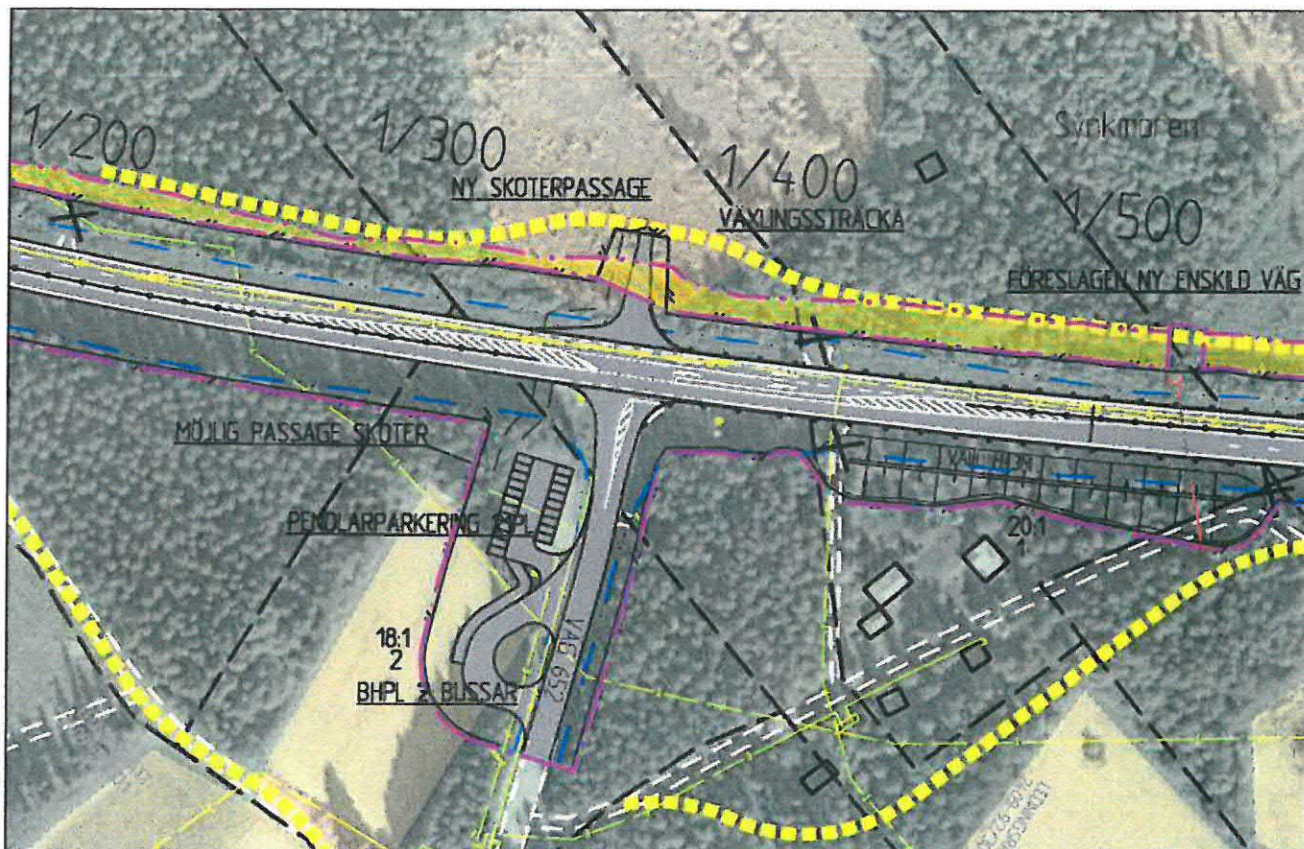 1/200
1/300
NY SKOTERPASSAGE
1/400
VÄXLINGSSTRÄCKA
Svinkmoren
1/500
FÖRESLAGEN NY ENSKILD VÄG
MÖJLIG PASSAGE SKOTER
PENDLARPARKERING
20:1
1
18:1
2
BHPL 2 BUSSAR
VÄG 652